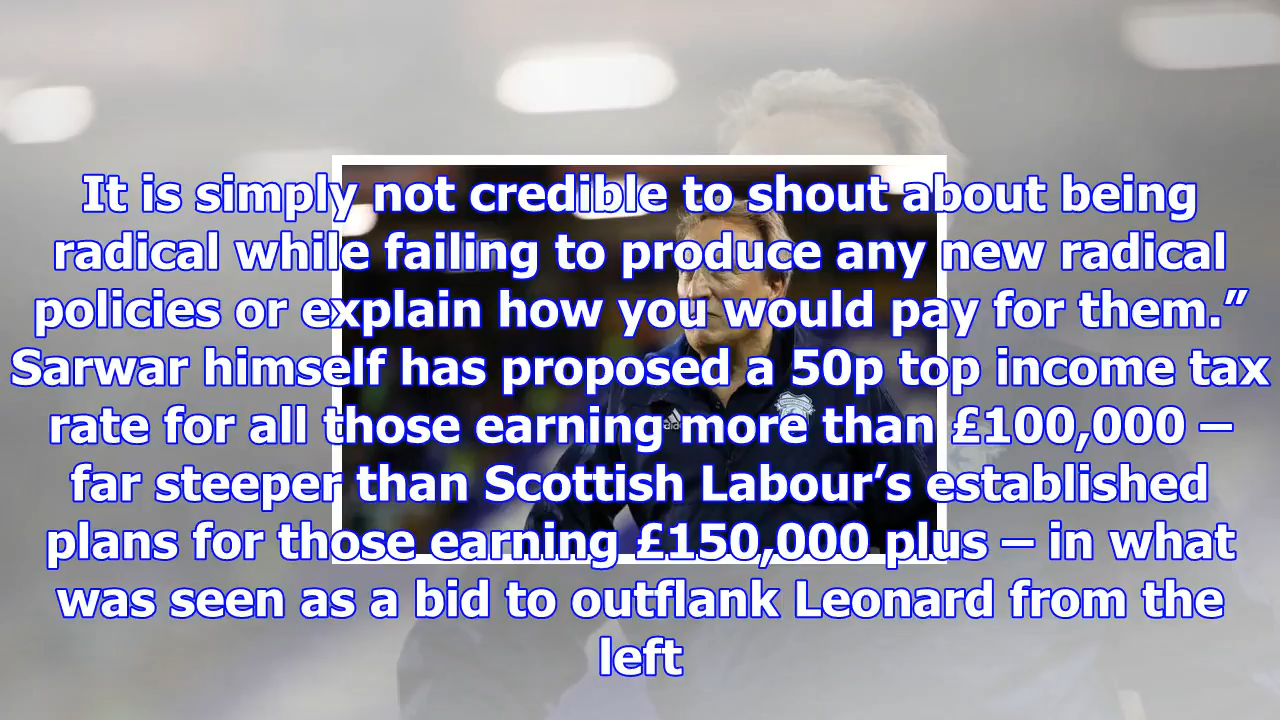 It is simply not credible to shout about being
radical while failing to produce any new radical
policies or explain how you would pay for them.”
Sarwar himself has proposed a 50p top income tax
rate for all those earning more than £100,000 –
far steeper than Scottish Labour’s established
plans for those earning £150,000 plus – in what
was seen as a bid to outflank Leonard from the
left